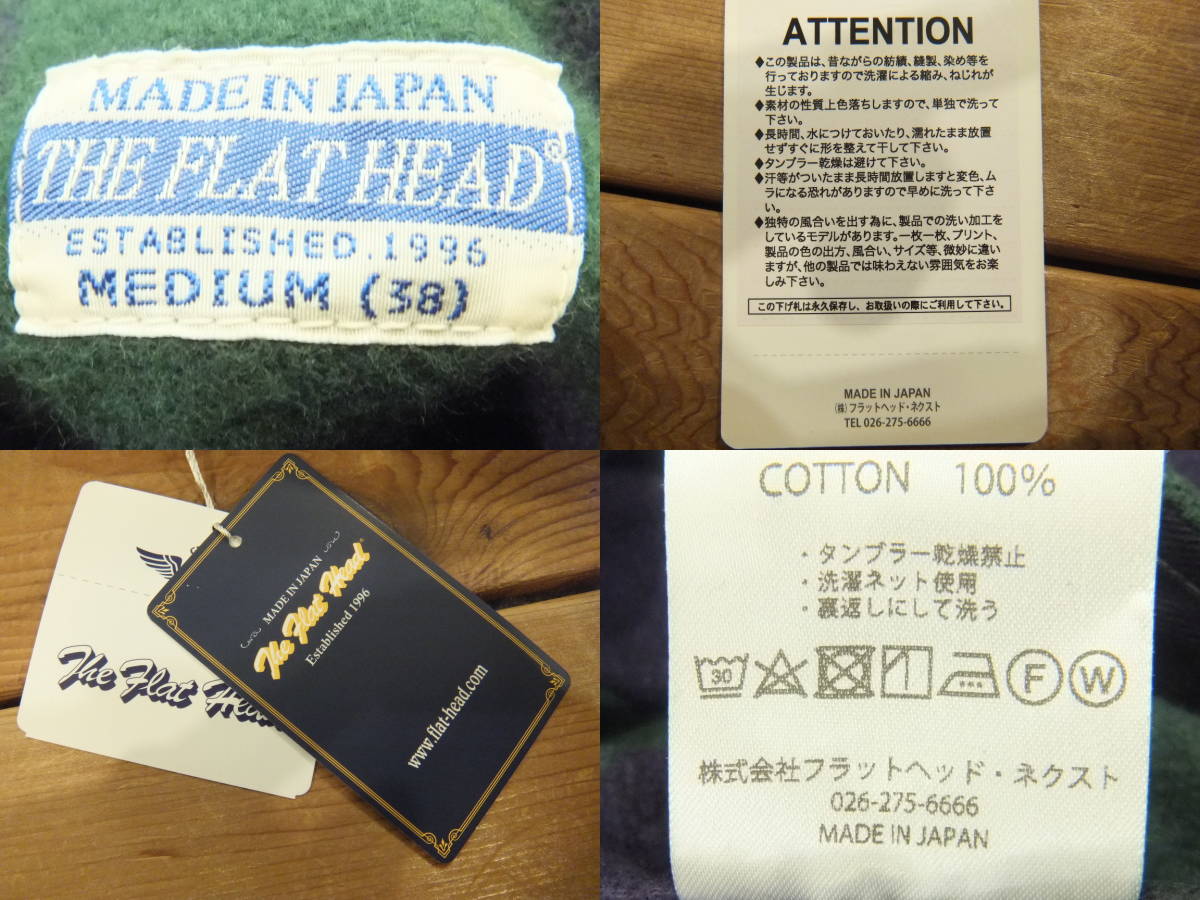 MADE IN JAPAN
THE FLAT HEAD®
ESTABLISHED.1996
MEDIUM (38)
ATTENTION
◆この製品は、昔ながらの紡績、縫製、染め等を
行っておりますので洗濯による縮み、ねじれが
生じます。
◆素材の性質上色落ちしますので、単独で洗って
下さい。
◆長時間、水につけておいたり、濡れたまま放置
せずすぐに形を整えて干して下さい。
◆タンブラー乾燥は避けて下さい。
◆汗等がついたまま長時間放置しますと変色、ム
ラになる恐れがありますので早めに洗って下さ
い。
◆独特の風合いを出す為に、製品での洗い加工を
しているモデルがあります。一枚一枚、プリント、
製品の色の出方、風合い、サイズ等、微妙に違い
ますが、他の製品では味わえない雰囲気をお楽
しみ下さい。
この下げ札は永久保存し、お取扱いの際にご利用して下さい。
MADE IN JAPAN
㈱フラットヘッド・ネクスト
TEL 026-275-6666
The Flat Head
MADE IN JAPAN
The Flat Head®
Established 1996
www.flat-head.com
COTTON 100%
・タンブラー乾燥禁止
・洗濯ネット使用
・裏返しにして洗う
30 F W
株式会社フラットヘッド・ネクスト
026-275-6666
MADE IN JAPAN